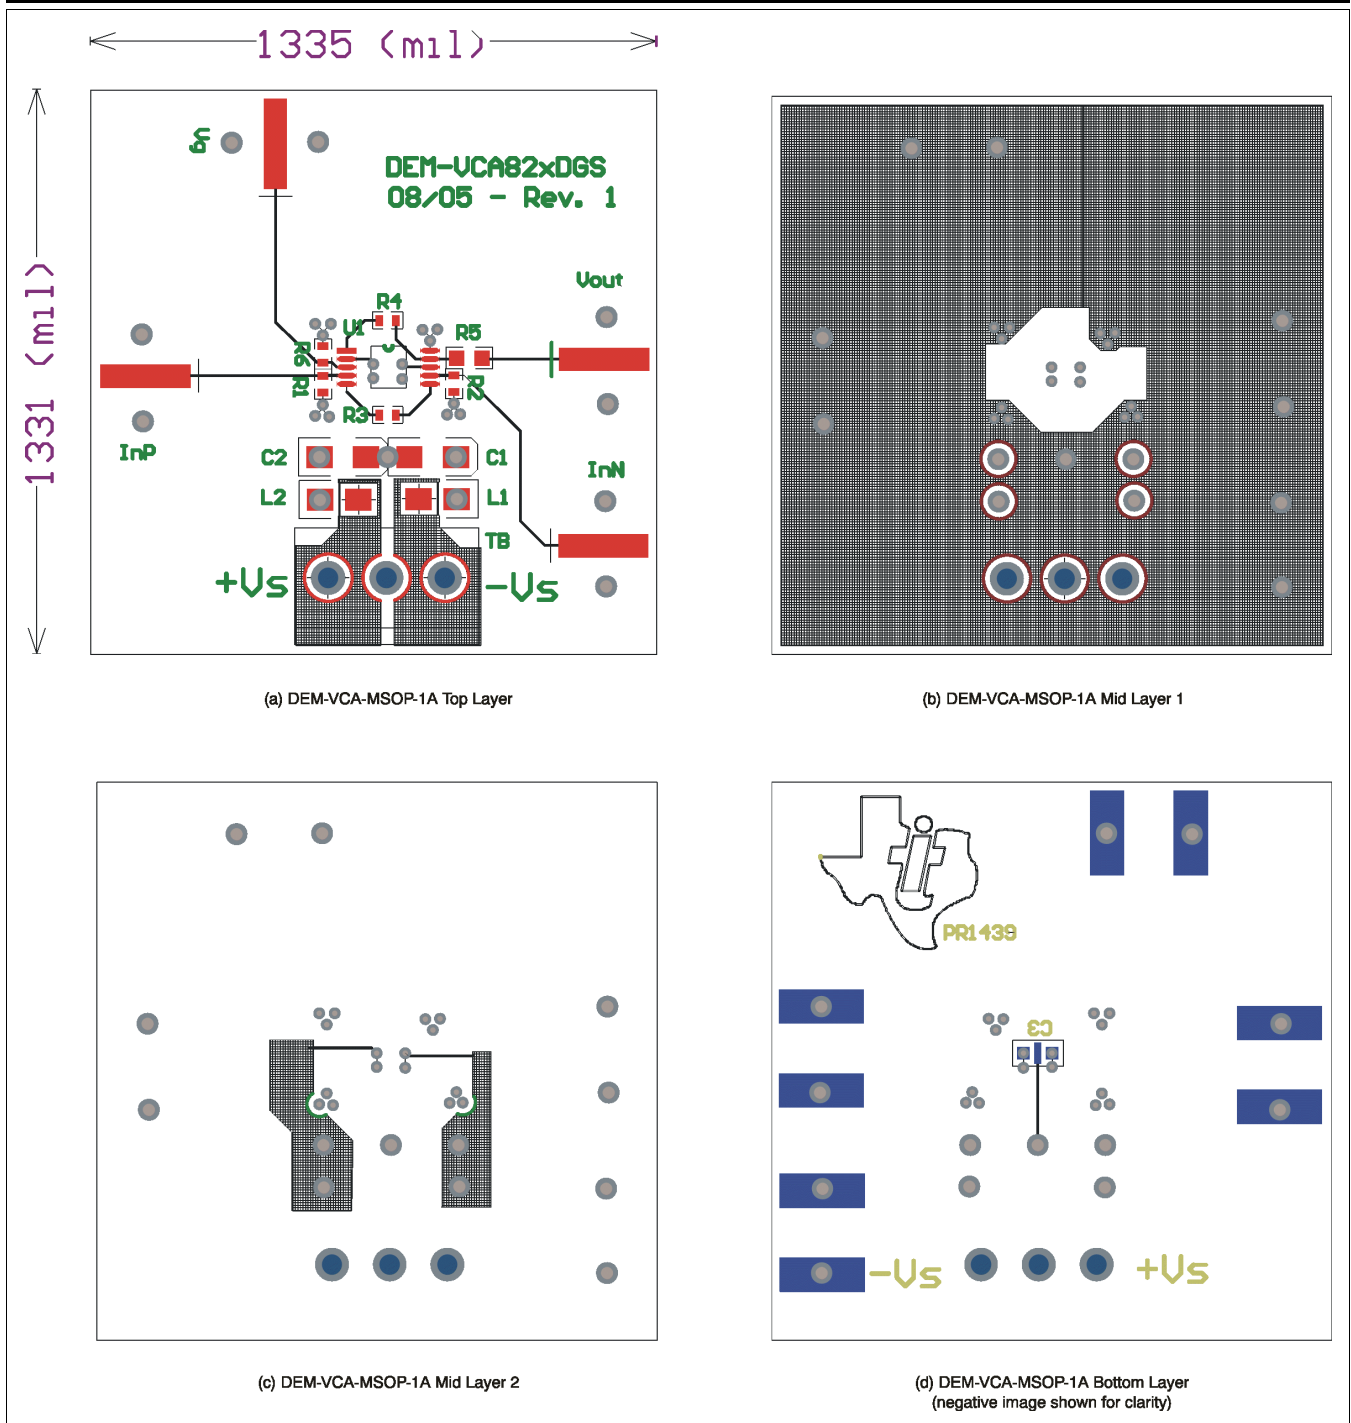 1335 (mil)
1331 (mil)
Vg
DEM-VCA82xDGS
08/05 - Rev. 1
Vout
R4
U1
R5
R6
R1
R2
R3
InP
C2
C1
InN
L2
L1
TB
+Vs
-Vs
(a) DEM-VCA-MSOP-1A Top Layer
(b) DEM-VCA-MSOP-1A Mid Layer 1
PR1439
C3
-Vs
+Vs
(c) DEM-VCA-MSOP-1A Mid Layer 2
(d) DEM-VCA-MSOP-1A Bottom Layer
(negative image shown for clarity)